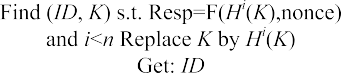 Find (ID, K) s.t. Resp=F(Hⁱ(K),nonce)
and i<n Replace K by Hⁱ(K)
Get: ID